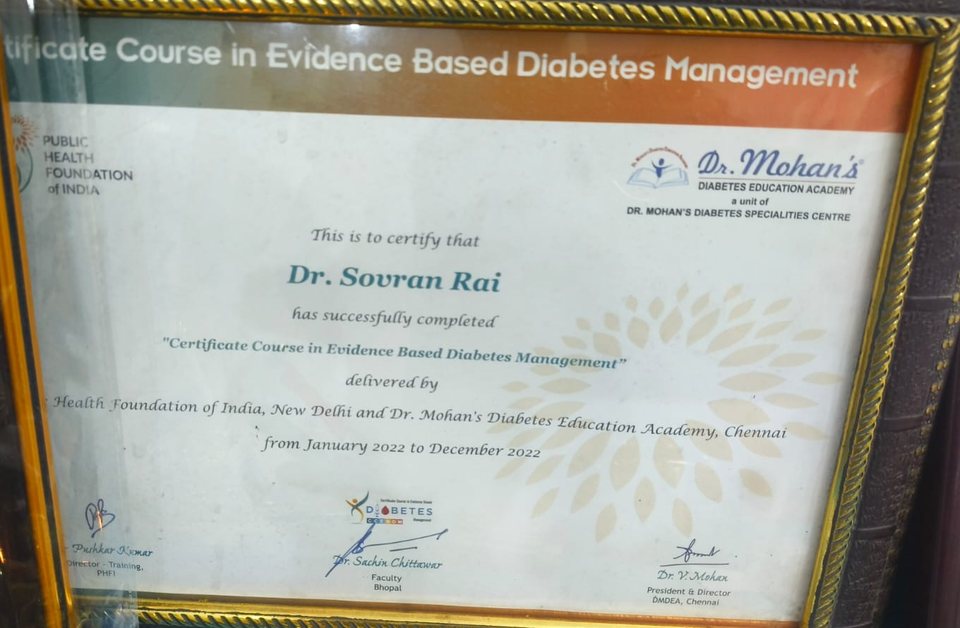 tificate Course in Evidence Based Diabetes Management
PUBLIC
HEALTH
FOUNDATION
of INDIA
Dr. Mohan's
DIABETES EDUCATION ACADEMY
a unit of
DR. MOHAN'S DIABETES SPECIALITIES CENTRE
This is to certify that
Dr. Sovran Rai
has successfully completed
"Certificate Course in Evidence Based Diabetes Management"
delivered by
Health Foundation of India, New Delhi and Dr. Mohan's Diabetes Education Academy, Chennai
from January 2022 to December 2022
DIABETES
CCEBDM
Pushkar Kumar
Director - Training,
PHFI
Dr. Sachin Chittawar
Faculty
Bhopal
Dr. V. Mohan
President & Director
DMDEA, Chennai